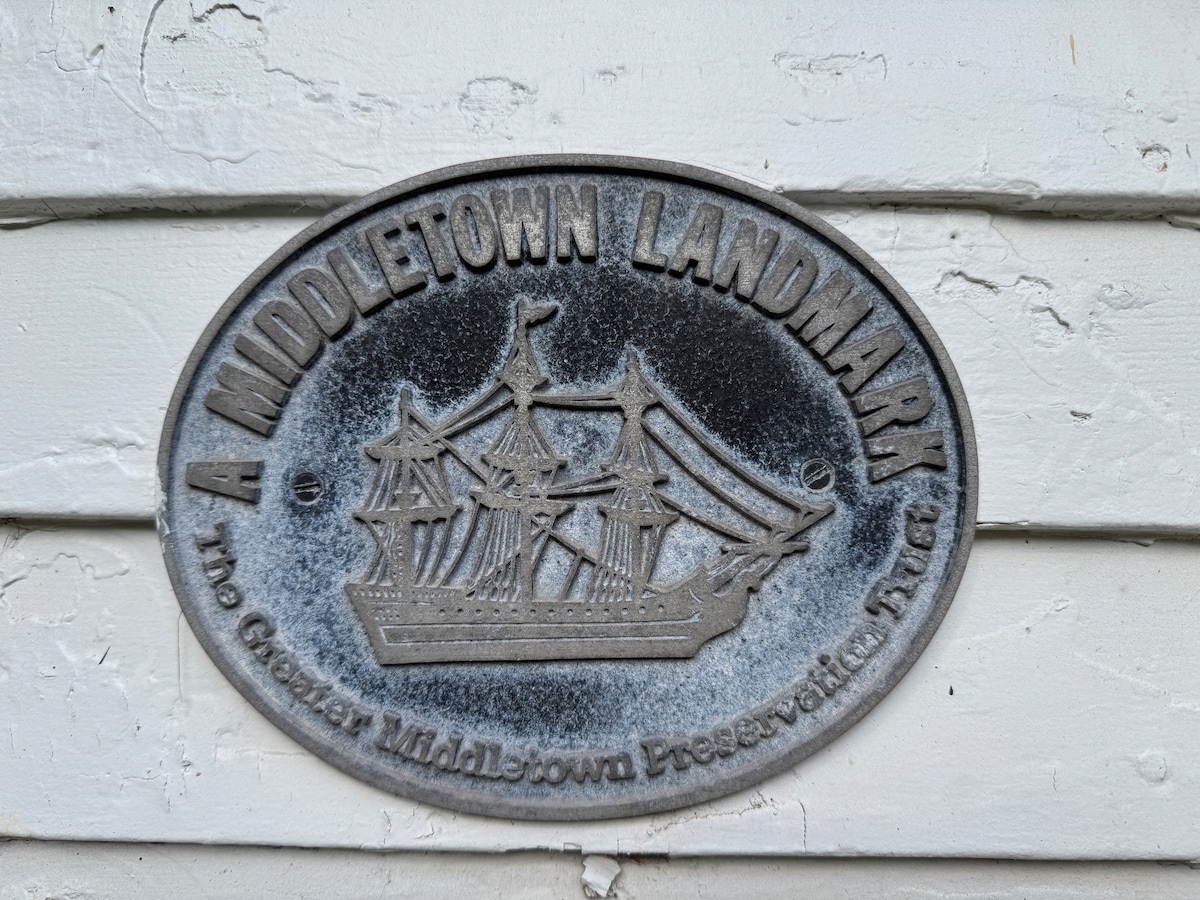 A MIDDLETOWN LANDMARK
The Greater Middletown Preservation Trust